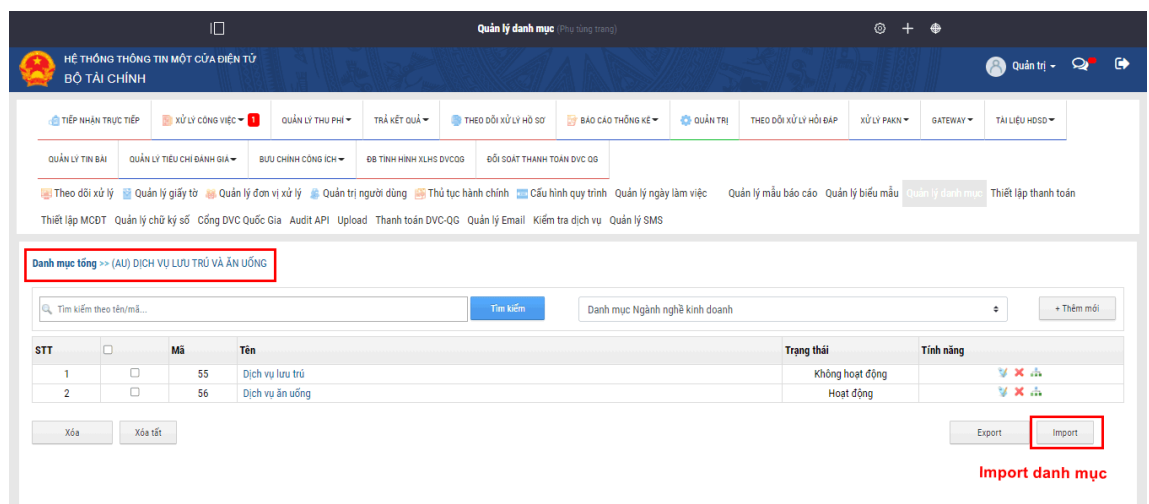 Quản lý danh mục (Phụ tùng trang)
HỆ THỐNG THÔNG TIN MỘT CỬA ĐIỆN TỬ
BỘ TÀI CHÍNH
Quản trị
TIẾP NHẬN TRỰC TIẾP XỬ LÝ CÔNG VIỆC 1 QUẢN LÝ THU PHÍ TRẢ KẾT QUẢ THEO DÕI XỬ LÝ HỒ SƠ BÁO CÁO THỐNG KÊ QUẢN TRỊ THEO DÕI XỬ LÝ HỎI ĐÁP XỬ LÝ PAKN GATEWAY TÀI LIỆU HDSD
QUẢN LÝ TIN BÀI QUẢN LÝ TIÊU CHÍ ĐÁNH GIÁ BƯU CHÍNH CÔNG ÍCH ĐB TÌNH HÌNH XLHS DVCQG ĐỐI SOÁT THANH TOÁN DVC QG
Theo dõi xử lý Quản lý giấy tờ Quản lý đơn vị xử lý Quản trị người dùng Thủ tục hành chính Cấu hình quy trình Quản lý ngày làm việc Quản lý mẫu báo cáo Quản lý biểu mẫu Quản lý danh mục Thiết lập thanh toán
Thiết lập MCĐT Quản lý chữ ký số Cổng DVC Quốc Gia Audit API Upload Thanh toán DVC-QG Quản lý Email Kiểm tra dịch vụ Quản lý SMS
Danh mục tổng >> (AU) DỊCH VỤ LƯU TRÚ VÀ ĂN UỐNG
Tìm kiếm theo tên/mã... Tìm kiếm Danh mục Ngành nghề kinh doanh + Thêm mới
STT Mã Tên Trạng thái Tính năng
1 55 Dịch vụ lưu trú Không hoạt động
2 56 Dịch vụ ăn uống Hoạt động
Xóa Xóa tất Export Import
Import danh mục